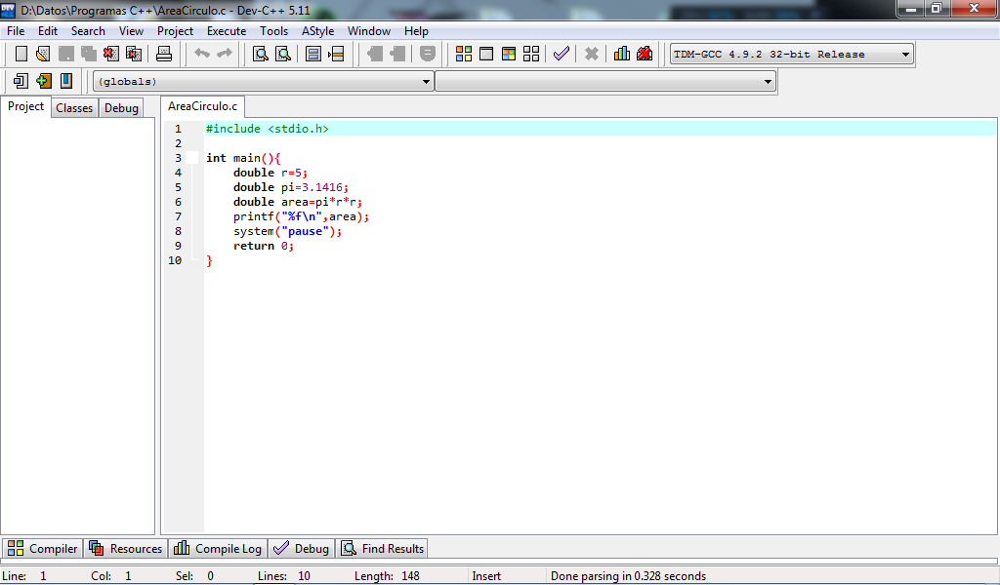 D:\Datos\Programas C++\AreaCirculo.c - Dev-C++ 5.11
File Edit Search View Project Execute Tools AStyle Window Help
TDM-GCC 4.9.2 32-bit Release
(globals)
Project Classes Debug AreaCirculo.c
1 #include <stdio.h>
2
3 int main(){
4 double r=5;
5 double pi=3.1416;
6 double area=pi*r*r;
7 printf("%f\n",area);
8 system("pause");
9 return 0;
10 }
Compiler Resources Compile Log Debug Find Results
Line: 1 Col: 1 Sel: 0 Lines: 10 Length: 148 Insert Done parsing in 0.328 seconds